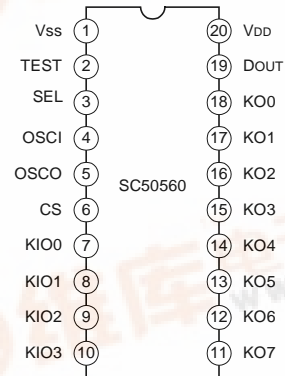 Vss 1 20 VDD
TEST 2 19 DOUT
SEL 3 18 KO0
OSCI 4 17 KO1
OSCO 5 16 KO2
SC50560
CS 6 15 KO3
KIO0 7 14 KO4
KIO1 8 13 KO5
KIO2 9 12 KO6
KIO3 10 11 KO7